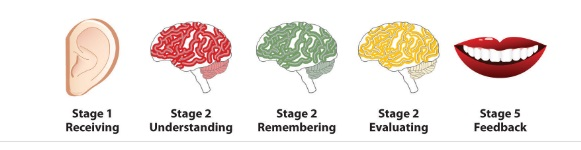 Stage 1
Receiving
Stage 2
Understanding
Stage 2
Remembering
Stage 2
Evaluating
Stage 5
Feedback